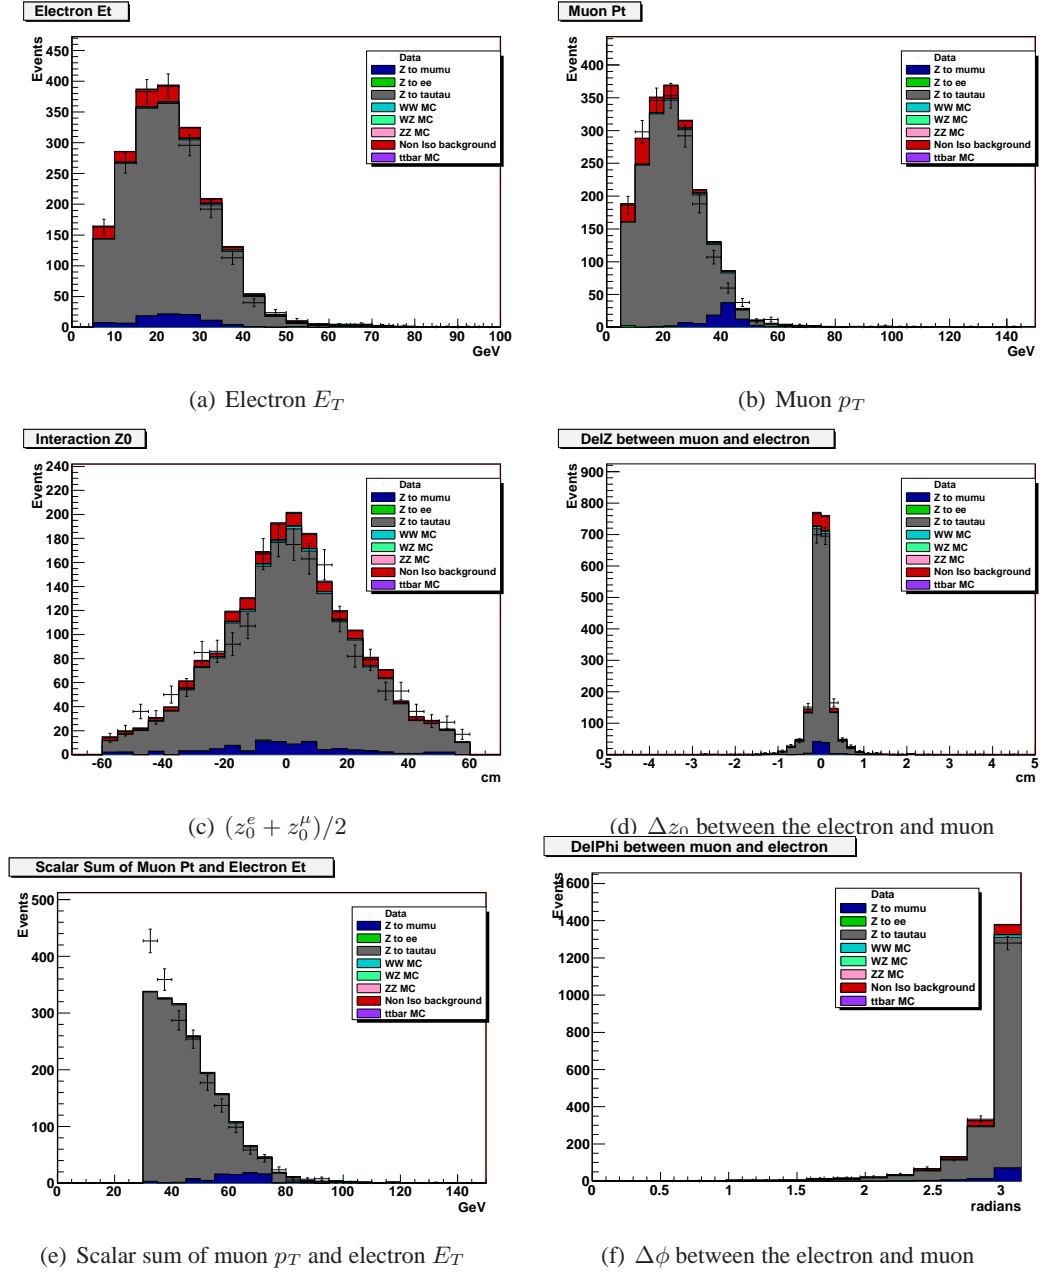 Electron Et
Events
450
400
350
300
250
200
150
100
50
0
0 10 20 30 40 50 60 70 80 90 100
GeV
Data
Z to mumu
Z to ee
Z to tautau
WW MC
WZ MC
ZZ MC
Non Iso background
ttbar MC
(a) Electron E_T
Muon Pt
Events
400
350
300
250
200
150
100
50
0
0 20 40 60 80 100 120 140
GeV
Data
Z to mumu
Z to ee
Z to tautau
WW MC
WZ MC
ZZ MC
Non Iso background
ttbar MC
(b) Muon p_T
Interaction Z0
Events
240
220
200
180
160
140
120
100
80
60
40
20
0
-60 -40 -20 0 20 40 60
cm
Data
Z to mumu
Z to ee
Z to tautau
WW MC
WZ MC
ZZ MC
Non Iso background
ttbar MC
(c) (z_0^e + z_0^μ)/2
DelZ between muon and electron
Events
900
800
700
600
500
400
300
200
100
0
-5 -4 -3 -2 -1 0 1 2 3 4 5
cm
Data
Z to mumu
Z to ee
Z to tautau
WW MC
WZ MC
ZZ MC
Non Iso background
ttbar MC
(d) Δz_0 between the electron and muon
Scalar Sum of Muon Pt and Electron Et
Events
500
400
300
200
100
0
0 20 40 60 80 100 120 140
GeV
Data
Z to mumu
Z to ee
Z to tautau
WW MC
WZ MC
ZZ MC
Non Iso background
ttbar MC
(e) Scalar sum of muon p_T and electron E_T
DelPhi between muon and electron
Events
1600
1400
1200
1000
800
600
400
200
0
0 0.5 1 1.5 2 2.5 3
radians
Data
Z to mumu
Z to ee
Z to tautau
WW MC
WZ MC
ZZ MC
Non Iso background
ttbar MC
(f) Δϕ between the electron and muon